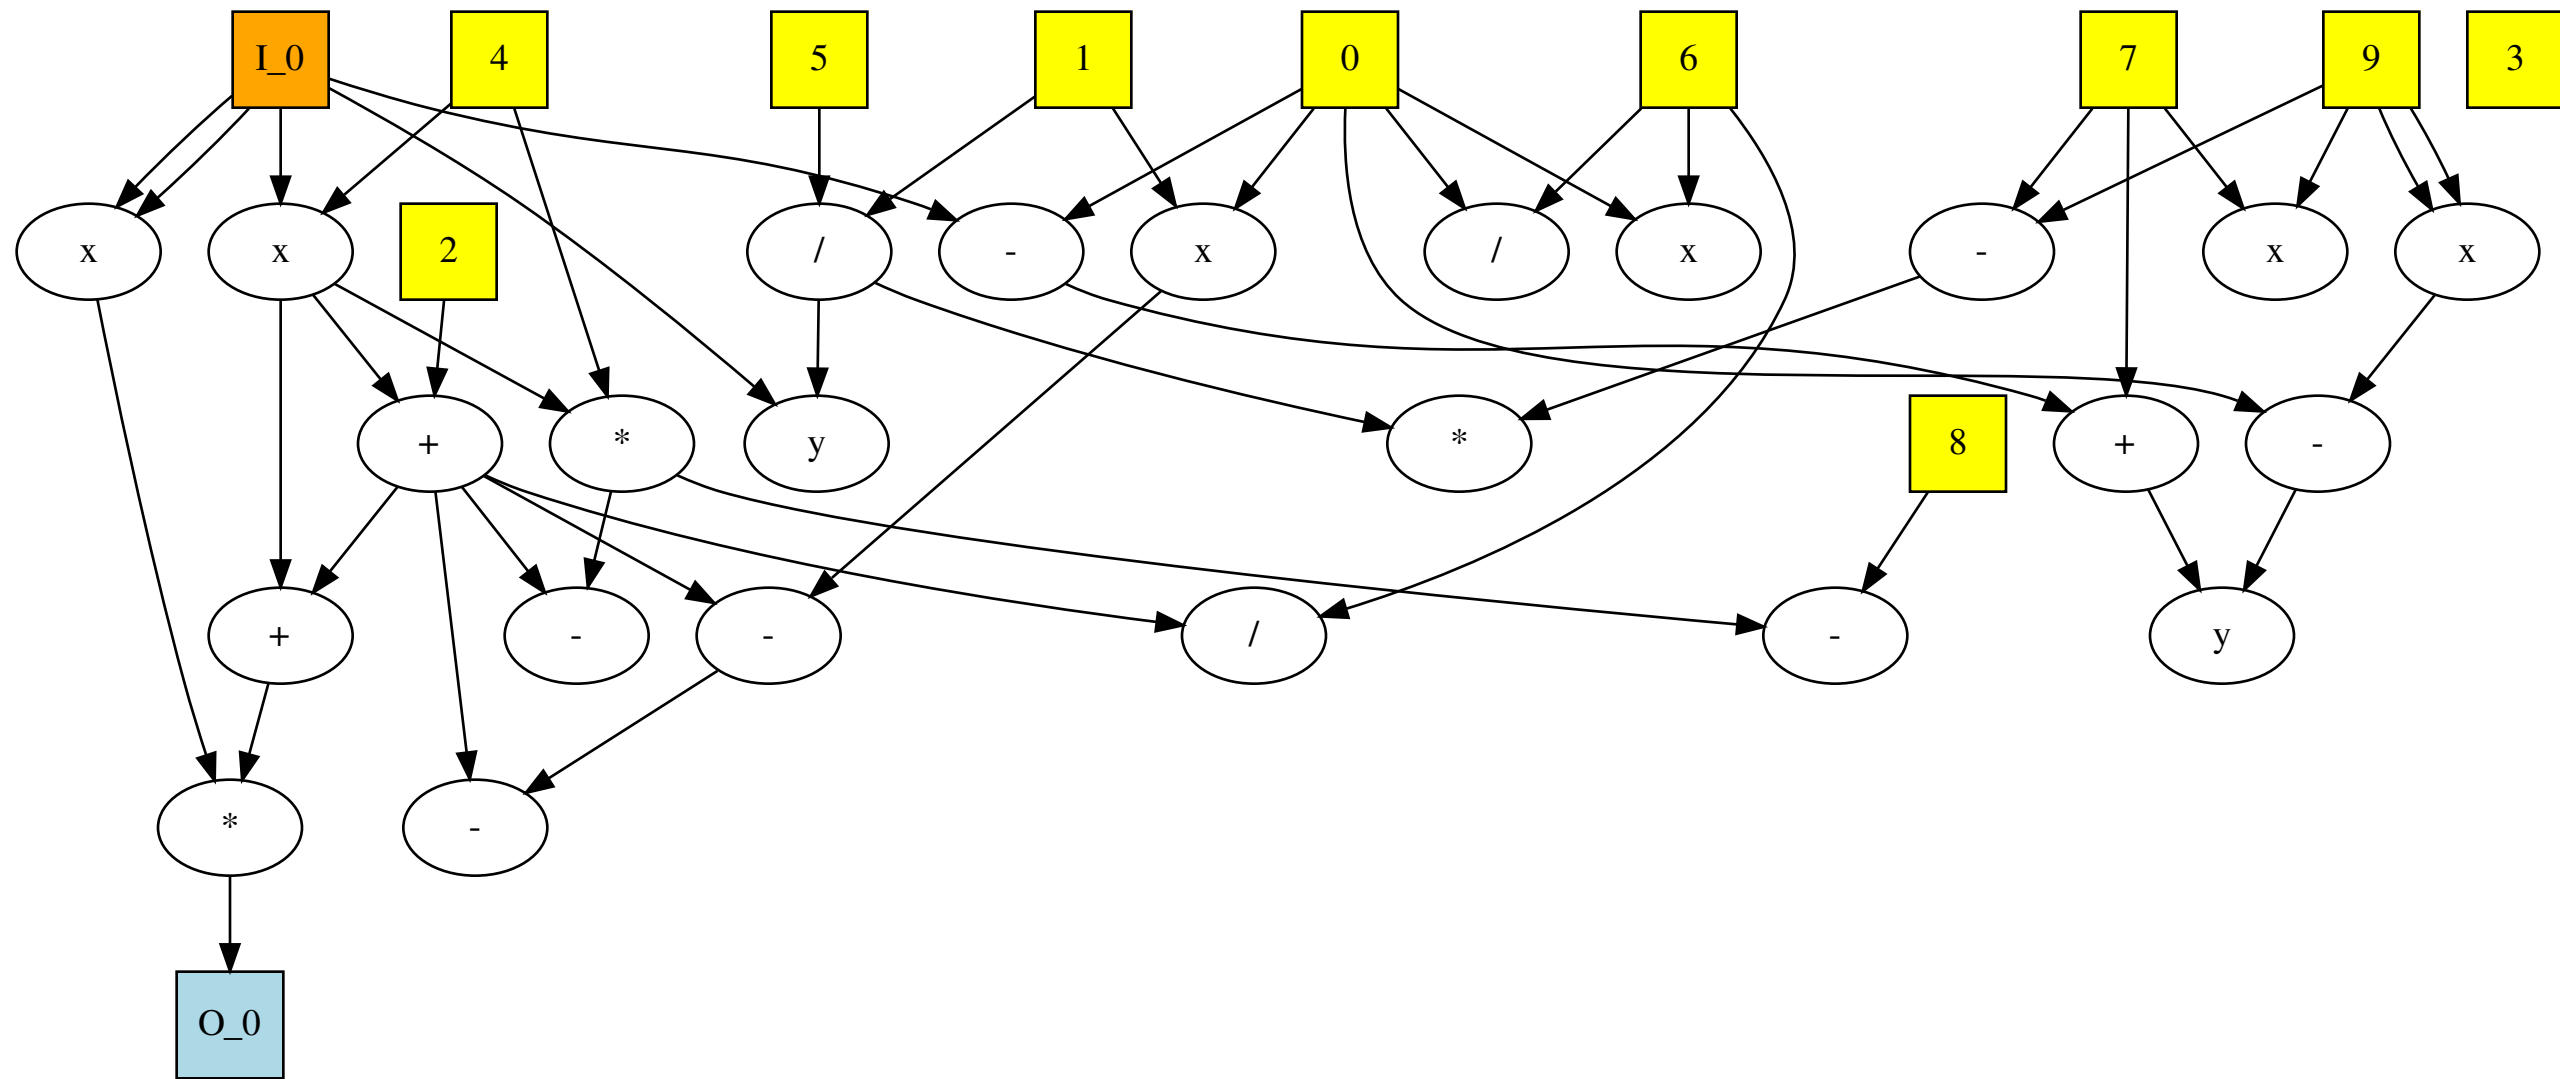 I_0 4 5 1 0 6 7 9 3
x x 2 / - x / x - x x
+ * y * 8 + -
+ - - / - y
* -
O_0